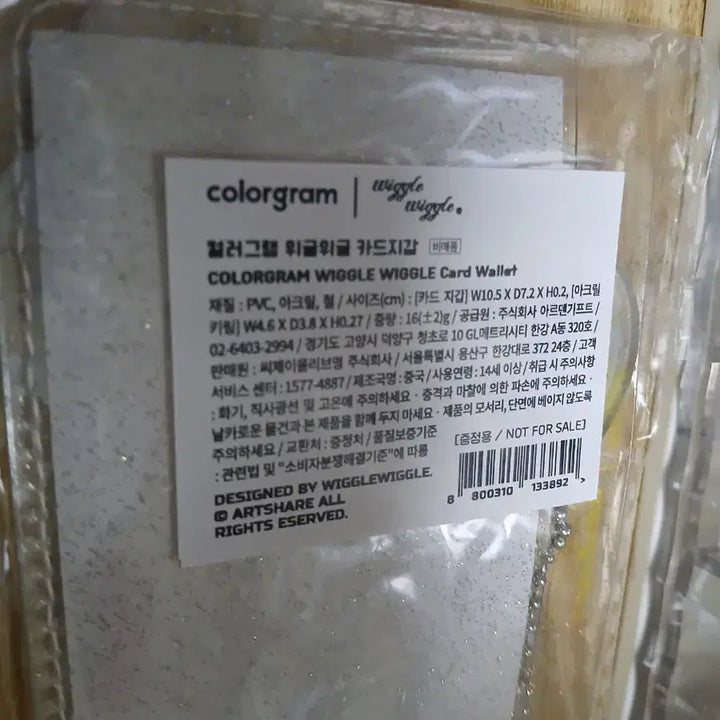 colorgram | wiggle wiggle.
컬러그램 위글위글 카드지갑 비매품
COLORGRAM WIGGLE WIGGLE Card Wallet
재질 : PVC, 아크릴, 철 / 사이즈(cm) : [카드 지갑] W10.5 X D7.2 X H0.2, [아크릴
키링] W4.6 X D3.8 X H0.27 / 중량 : 16(±2)g / 공급원 : 주식회사 아르덴기프트 /
02-6403-2994 / 경기도 고양시 덕양구 청초로 10 GL메트리시티 한강 A동 320호 /
판매원 : 씨제이올리브영 주식회사 / 서울특별시 용산구 한강대로 372 24층 / 고객
서비스 센터 : 1577-4887 / 제조국명 : 중국 / 사용연령 : 14세 이상 / 취급 시 주의사항
: 화기, 직사광선 및 고온에 주의하세요 · 충격과 마찰에 의한 파손에 주의하세요 ·
날카로운 물건과 본 제품을 함께 두지 마세요 · 제품의 모서리, 단면에 베이지 않도록
주의하세요 / 교환처 : 증정처 / 품질보증기준
: 관련법 및 "소비자분쟁해결기준"에 따름
[증정용 / NOT FOR SALE]
DESIGNED BY WIGGLEWIGGLE.
© ARTSHARE ALL
RIGHTS ESERVED.
8 800310 133892 >